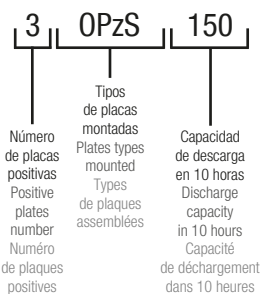 3 OPzS 150
Número
de placas
positivas
Positive
plates
number
Numéro
de plaques
positives
Tipos
de placas
montadas
Plates types
mounted
Types
de plaques
assemblées
Capacidad
de descarga
en 10 horas
Discharge
capacity
in 10 hours
Capacité
de déchargement
dans 10 heures